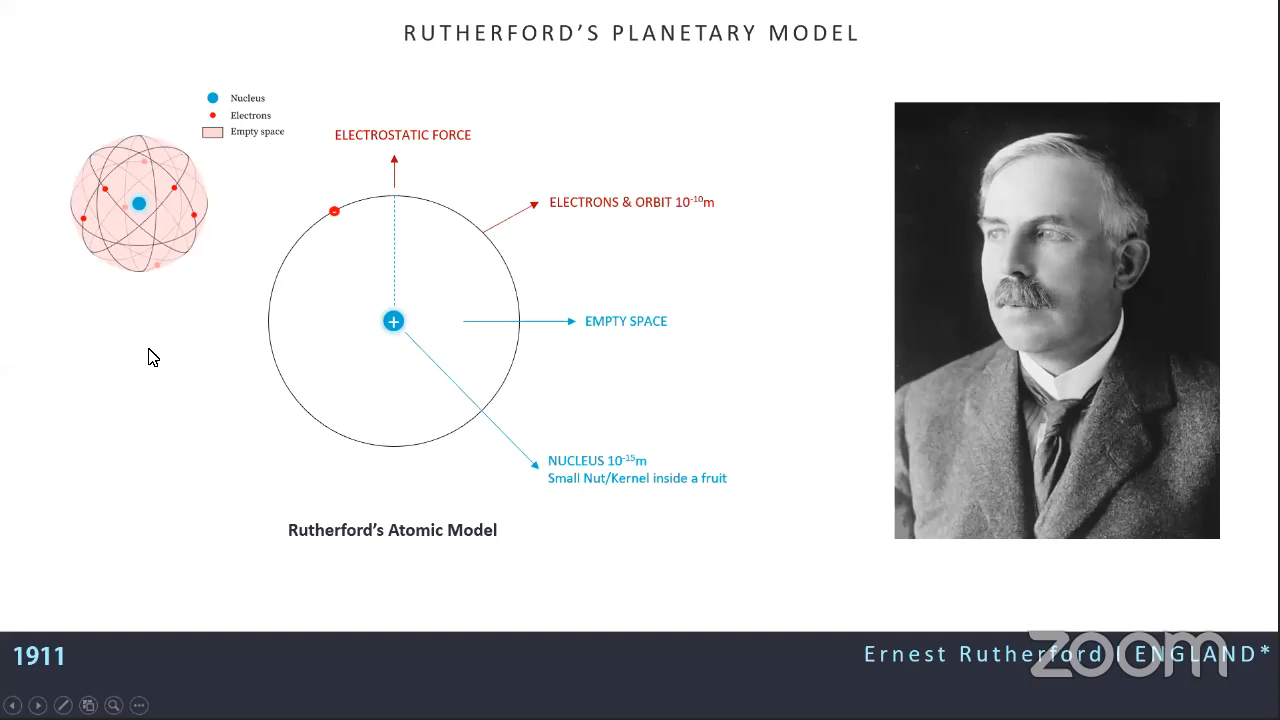 RUTHERFORD'S PLANETARY MODEL
Nucleus
Electrons
Empty space
ELECTROSTATIC FORCE
-
ELECTRONS & ORBIT 10⁻¹⁰m
+
EMPTY SPACE
NUCLEUS 10⁻¹⁵m
Small Nut/Kernel inside a fruit
Rutherford's Atomic Model
1911
Ernest Rutherford | ENGLAND*
zoom